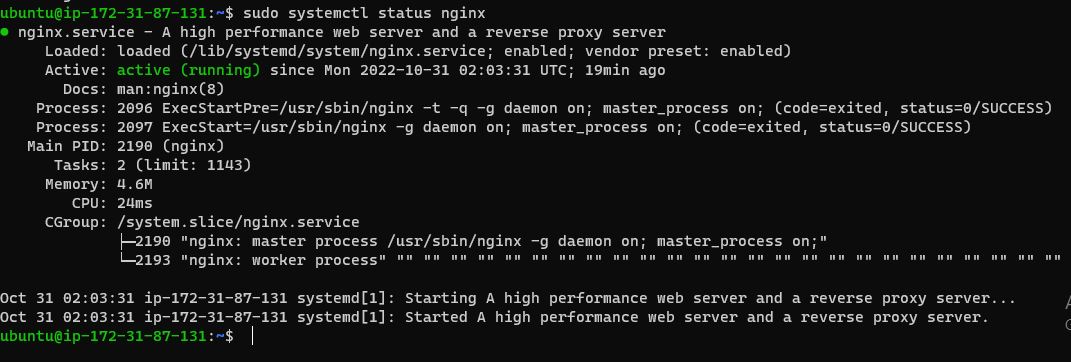 ubuntu@ip-172-31-87-131:~$ sudo systemctl status nginx
● nginx.service - A high performance web server and a reverse proxy server
     Loaded: loaded (/lib/systemd/system/nginx.service; enabled; vendor preset: enabled)
     Active: active (running) since Mon 2022-10-31 02:03:31 UTC; 19min ago
       Docs: man:nginx(8)
    Process: 2096 ExecStartPre=/usr/sbin/nginx -t -q -g daemon on; master_process on; (code=exited, status=0/SUCCESS)
    Process: 2097 ExecStart=/usr/sbin/nginx -g daemon on; master_process on; (code=exited, status=0/SUCCESS)
   Main PID: 2190 (nginx)
      Tasks: 2 (limit: 1143)
     Memory: 4.6M
        CPU: 24ms
     CGroup: /system.slice/nginx.service
             ├─2190 "nginx: master process /usr/sbin/nginx -g daemon on; master_process on;"
             └─2193 "nginx: worker process" "" "" "" "" "" "" "" "" "" "" "" "" "" "" "" "" "" "" "" "" "" "" "" "" ""
Oct 31 02:03:31 ip-172-31-87-131 systemd[1]: Starting A high performance web server and a reverse proxy server...
Oct 31 02:03:31 ip-172-31-87-131 systemd[1]: Started A high performance web server and a reverse proxy server.
ubuntu@ip-172-31-87-131:~$